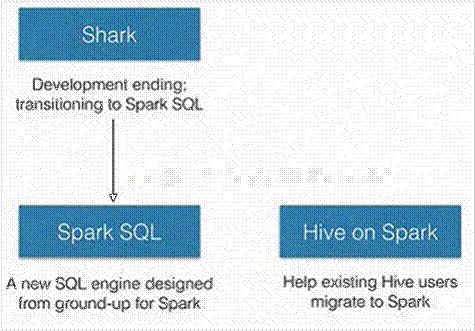 Shark
Development ending;
transitioning to Spark SQL
Spark SQL
Hive on Spark
A new SQL engine designed
from ground-up for Spark
Help existing Hive users
migrate to Spark